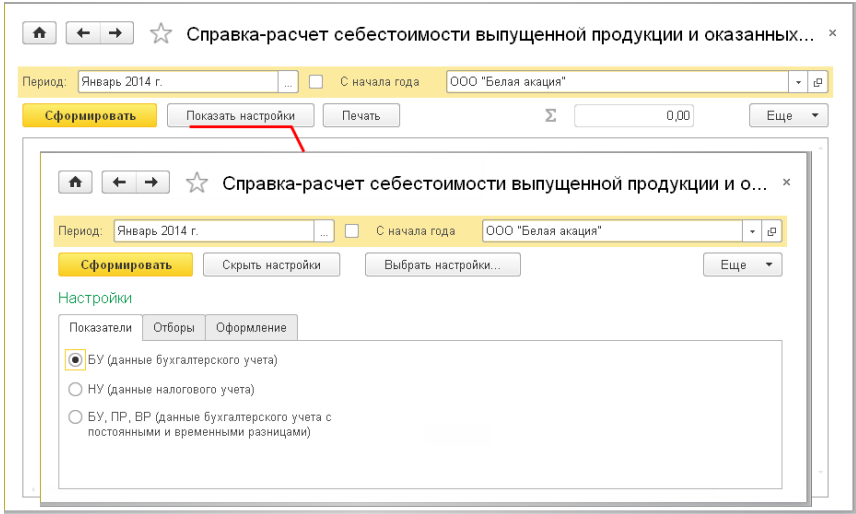 Справка-расчет себестоимости выпущенной продукции и оказанных...
Период: Январь 2014 г. ... С начала года ООО "Белая акация"
Сформировать Показать настройки Печать Σ 0,00 Еще
Справка-расчет себестоимости выпущенной продукции и о...
Период: Январь 2014 г. ... С начала года ООО "Белая акация"
Сформировать Скрыть настройки Выбрать настройки... Еще
Настройки
Показатели Отборы Оформление
БУ (данные бухгалтерского учета)
НУ (данные налогового учета)
БУ, ПР, ВР (данные бухгалтерского учета с
постоянными и временными разницами)